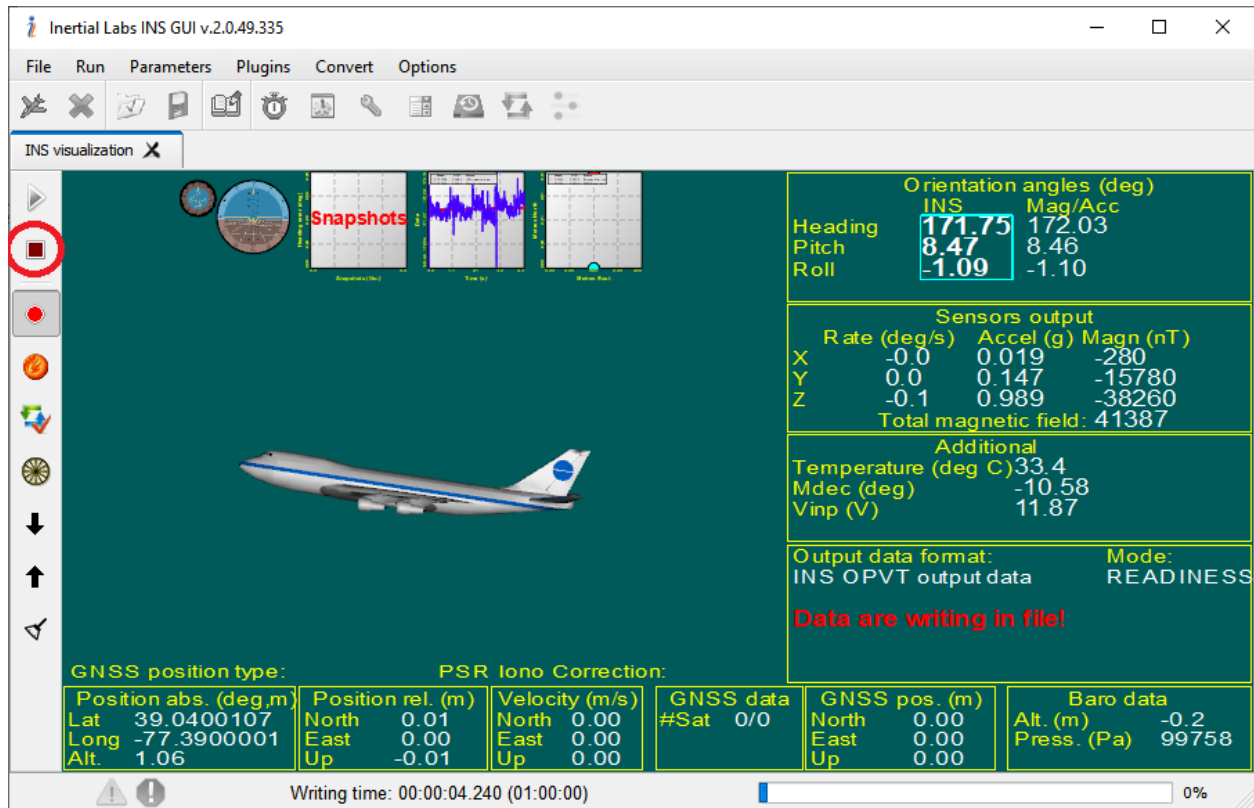 Inertial Labs INS GUI v.2.0.49.335
File Run Parameters Plugins Convert Options
INS visualization
Snapshots
Snapshots (No.)
Time (s)
Meters East
Orientation angles (deg)
INS Mag/Acc
Heading 171.75 172.03
Pitch 8.47 8.46
Roll -1.09 -1.10
Sensors output
Rate (deg/s) Accel (g) Magn (nT)
X -0.0 0.019 -280
Y 0.0 0.147 -15780
Z -0.1 0.989 -38260
Total magnetic field: 41387
Additional
Temperature (deg C) 33.4
Mdec (deg) -10.58
Vinp (V) 11.87
Output data format: Mode:
INS OPVT output data READINESS
Data are writing in file!
GNSS position type: PSR Iono Correction:
Position abs. (deg,m)
Lat 39.0400107
Long -77.3900001
Alt. 1.06
Position rel. (m)
North 0.01
East 0.00
Up -0.01
Velocity (m/s)
North 0.00
East 0.00
Up 0.00
GNSS data
#Sat 0/0
GNSS pos. (m)
North 0.00
East 0.00
Up 0.00
Baro data
Alt. (m) -0.2
Press. (Pa) 99758
Writing time: 00:00:04.240 (01:00:00) 0%